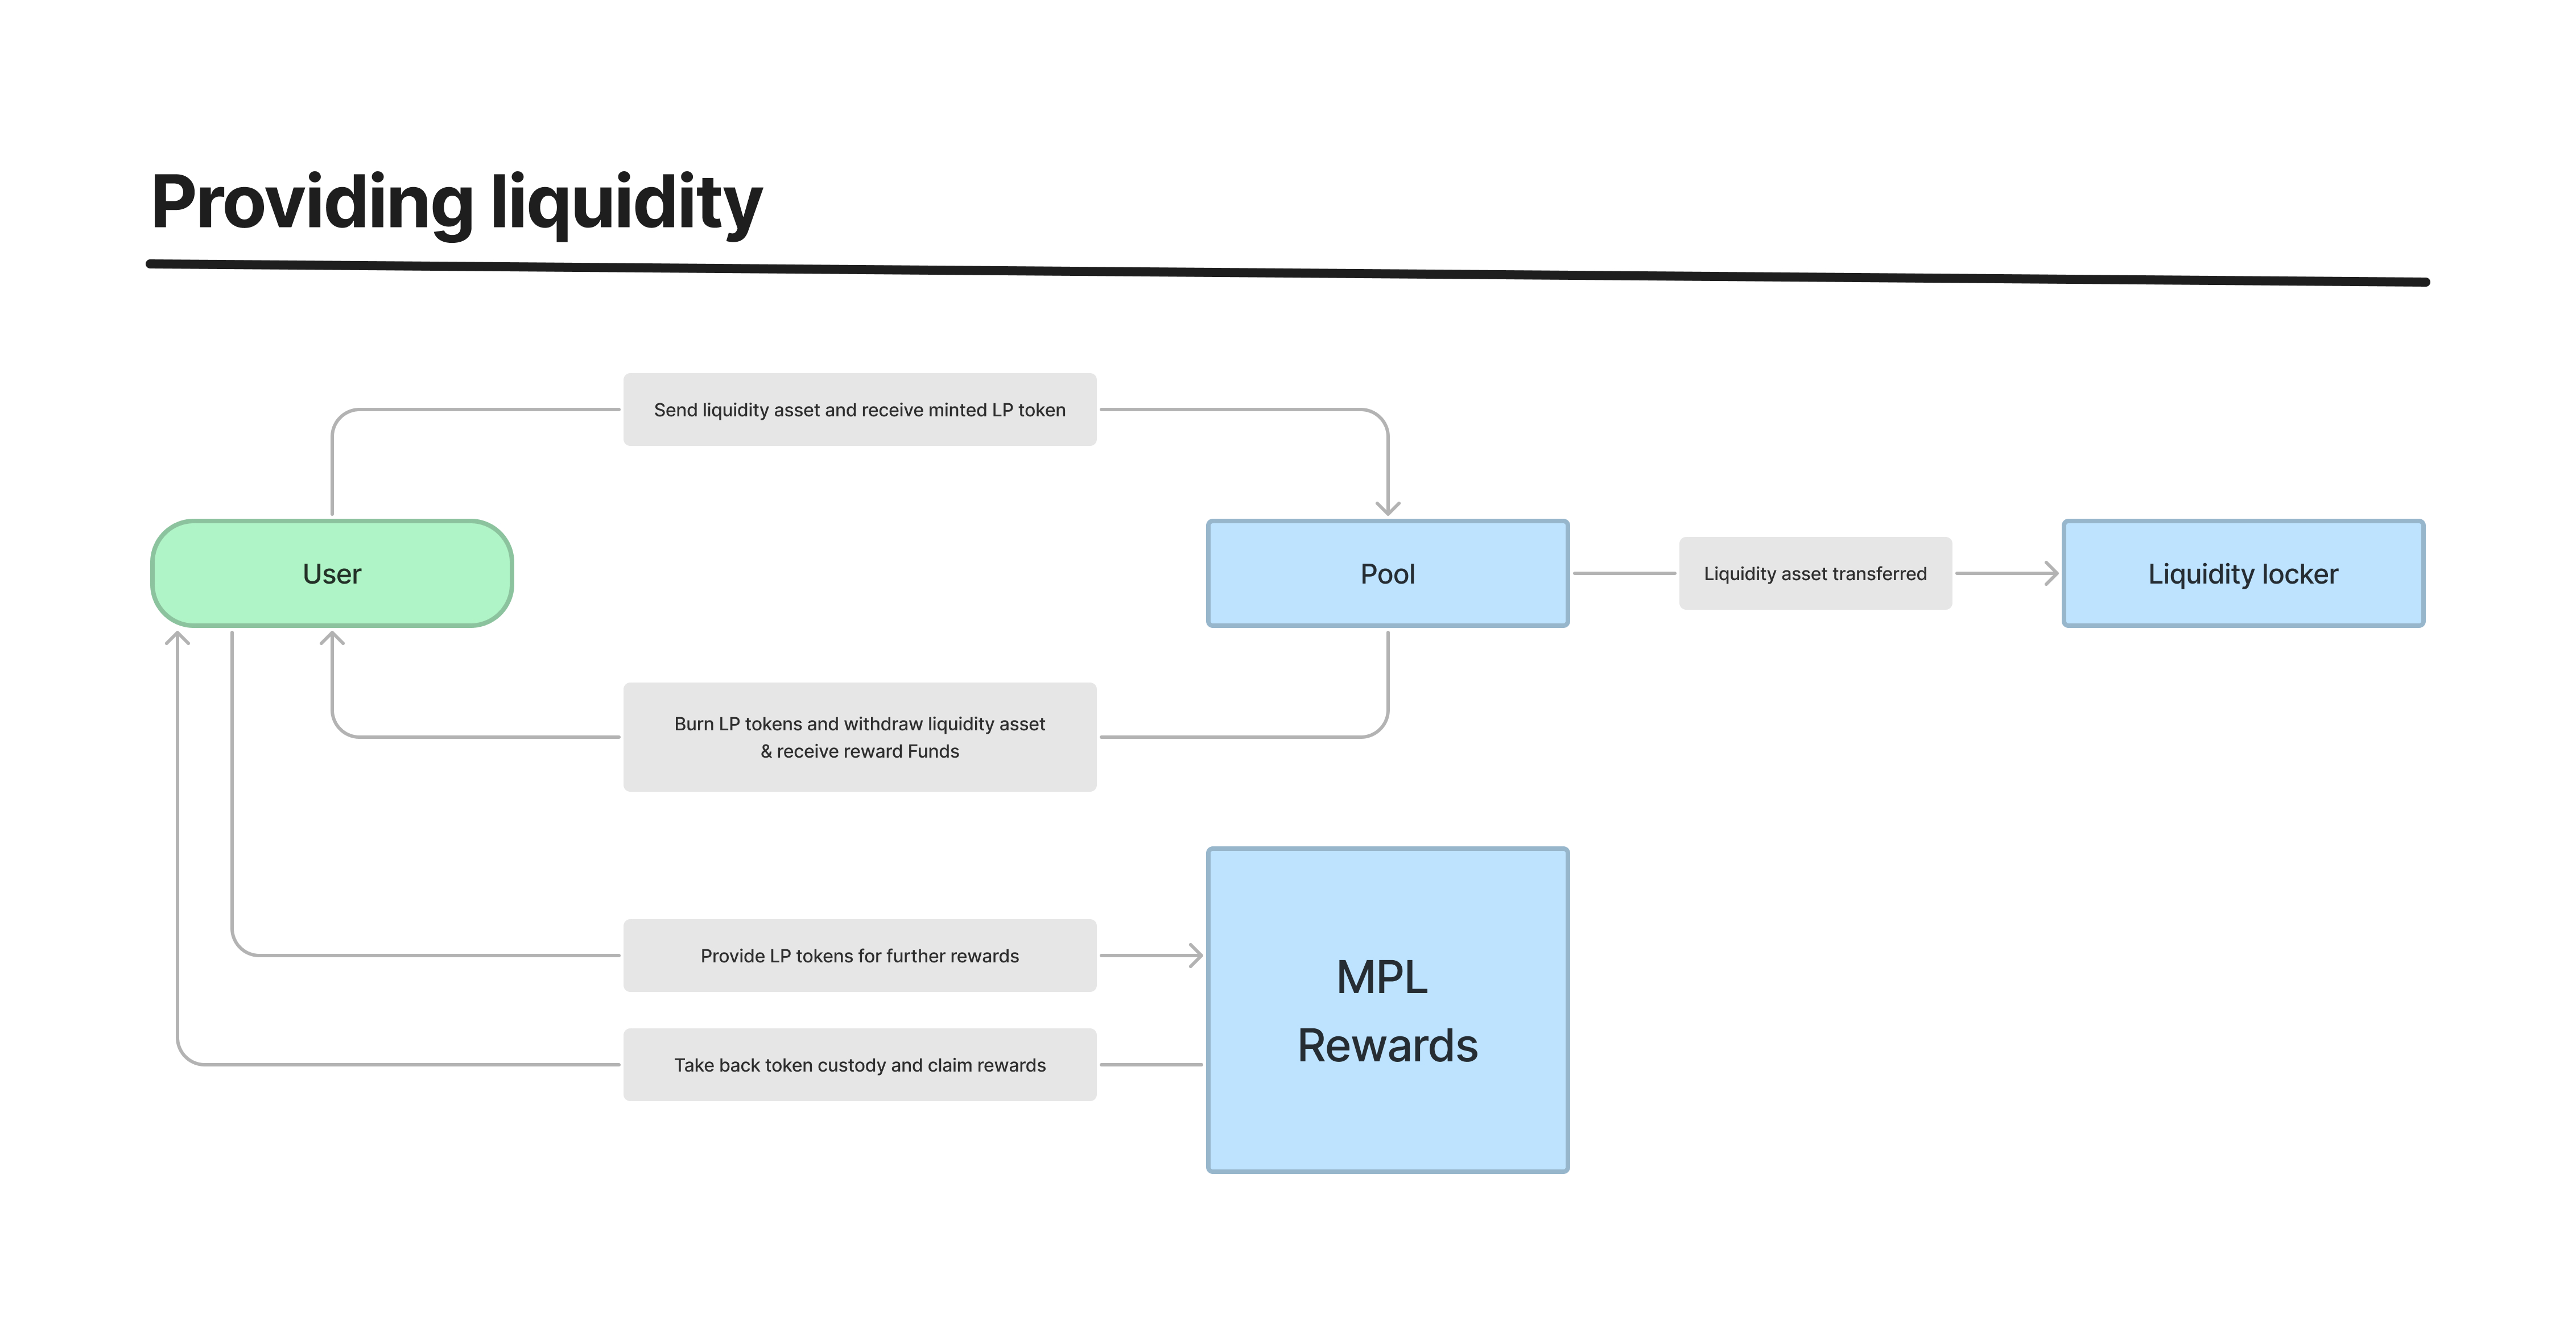 Providing liquidity
Send liquidity asset and receive minted LP token
User
Pool
Liquidity asset transferred
Liquidity locker
Burn LP tokens and withdraw liquidity asset
& receive reward Funds
Provide LP tokens for further rewards
MPL
Rewards
Take back token custody and claim rewards